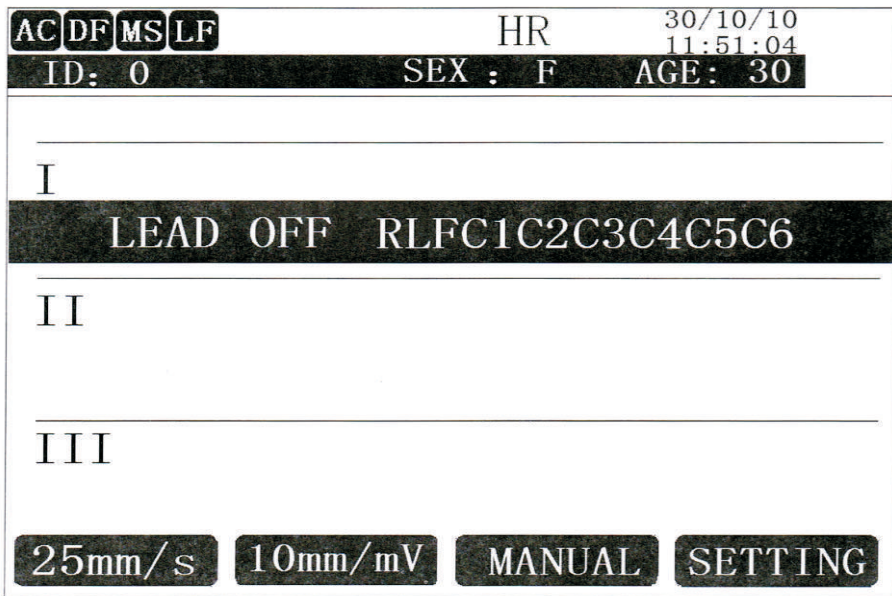 AC DF MS LF HR 30/10/10
11:51:04
ID: 0 SEX : F AGE: 30
I
LEAD OFF RLFC1C2C3C4C5C6
II
III
25mm/s 10mm/mV MANUAL SETTING